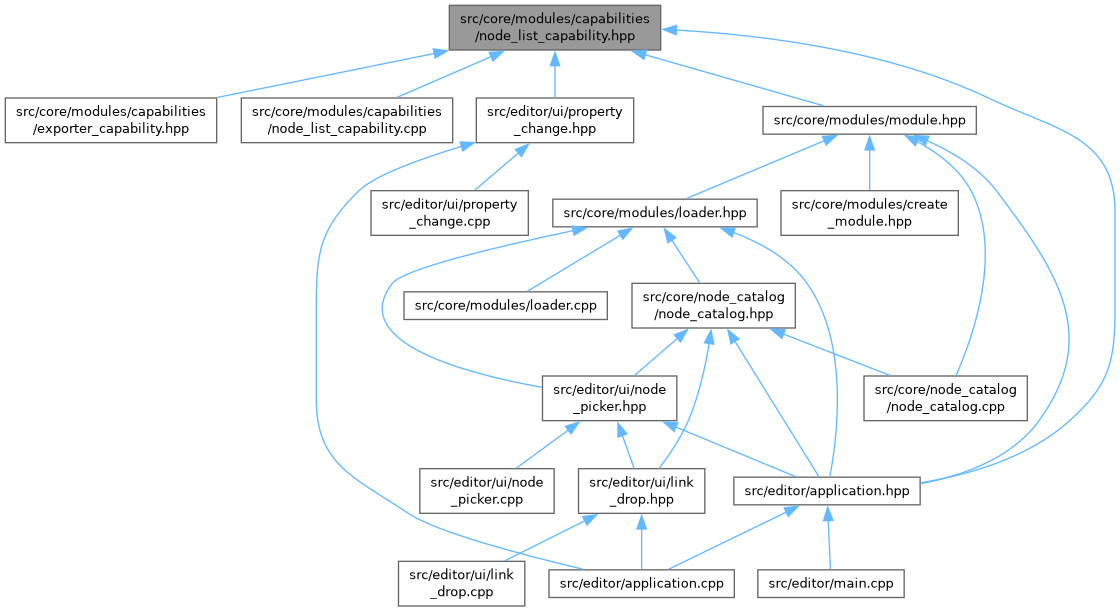 src/core/modules/capabilities
/node_list_capability.hpp
src/core/modules/capabilities
/exporter_capability.hpp
src/core/modules/capabilities
/node_list_capability.cpp
src/editor/ui/property
_change.hpp
src/core/modules/module.hpp
src/editor/ui/property
_change.cpp
src/core/modules/loader.hpp
src/core/modules/create
_module.hpp
src/core/modules/loader.cpp
src/core/node_catalog
/node_catalog.hpp
src/editor/ui/node
_picker.hpp
src/core/node_catalog
/node_catalog.cpp
src/editor/ui/node
_picker.cpp
src/editor/ui/link
_drop.hpp
src/editor/application.hpp
src/editor/ui/link
_drop.cpp
src/editor/application.cpp
src/editor/main.cpp